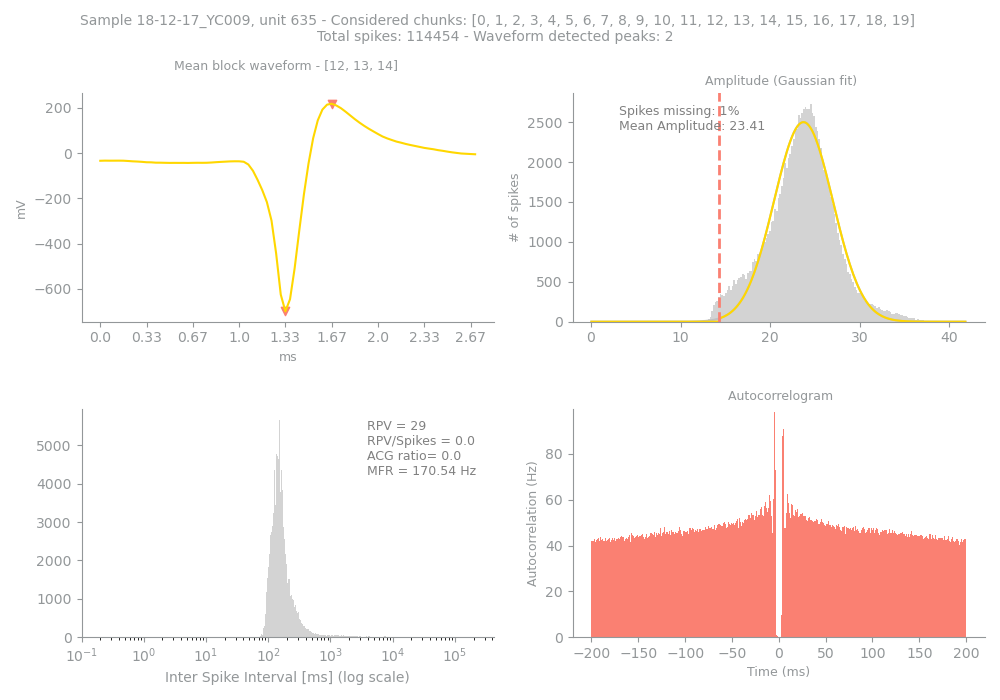 Sample 18-12-17_YC009, unit 635 - Considered chunks: [0, 1, 2, 3, 4, 5, 6, 7, 8, 9, 10, 11, 12, 13, 14, 15, 16, 17, 18, 19]
Total spikes: 114454 - Waveform detected peaks: 2
Mean block waveform - [12, 13, 14]
200
0
−200
−400
−600
mV
0.0 0.33 0.67 1.0 1.33 1.67 2.0 2.33 2.67
ms
Amplitude (Gaussian fit)
Spikes missing: 1%
Mean Amplitude: 23.41
2500
2000
1500
1000
500
0
# of spikes
0 10 20 30 40
RPV = 29
RPV/Spikes = 0.0
ACG ratio= 0.0
MFR = 170.54 Hz
5000
4000
3000
2000
1000
0
10⁻¹ 10⁰ 10¹ 10² 10³ 10⁴ 10⁵
Inter Spike Interval [ms] (log scale)
Autocorrelogram
80
60
40
20
0
Autocorrelation (Hz)
−200 −150 −100 −50 0 50 100 150 200
Time (ms)